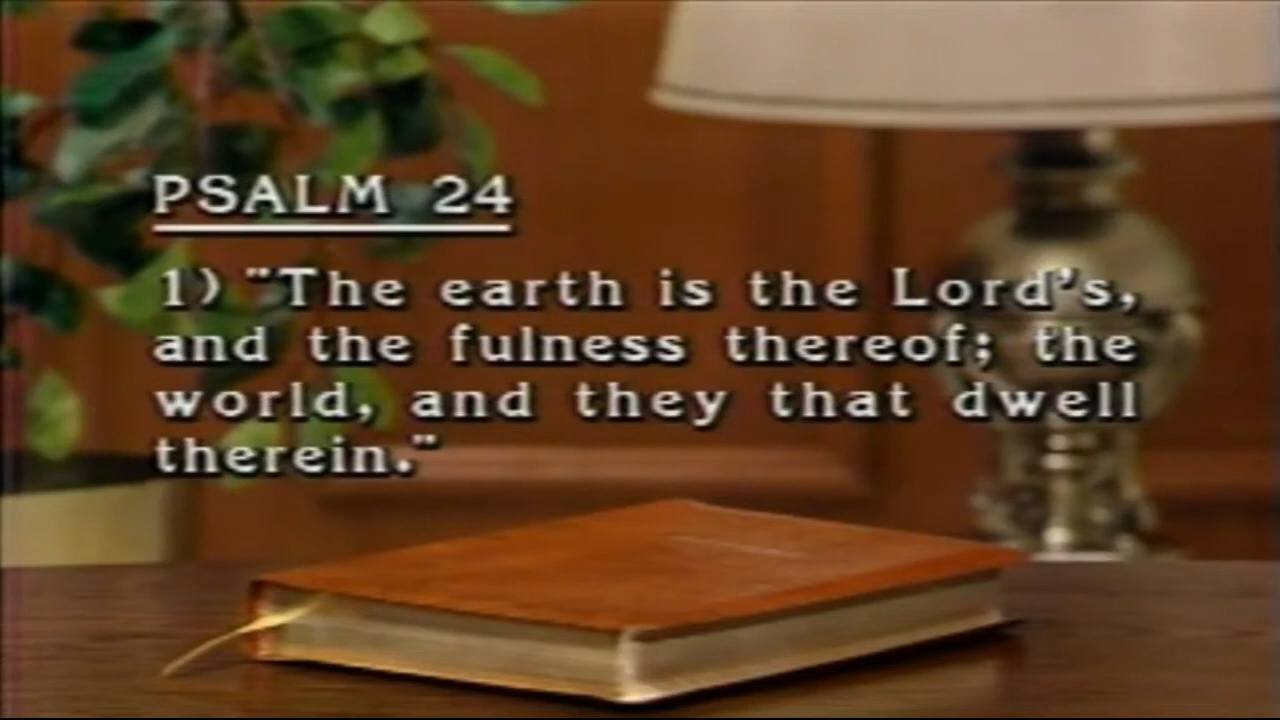 PSALM 24
1) "The earth is the Lord's,
and the fulness thereof; the
world, and they that dwell
therein."